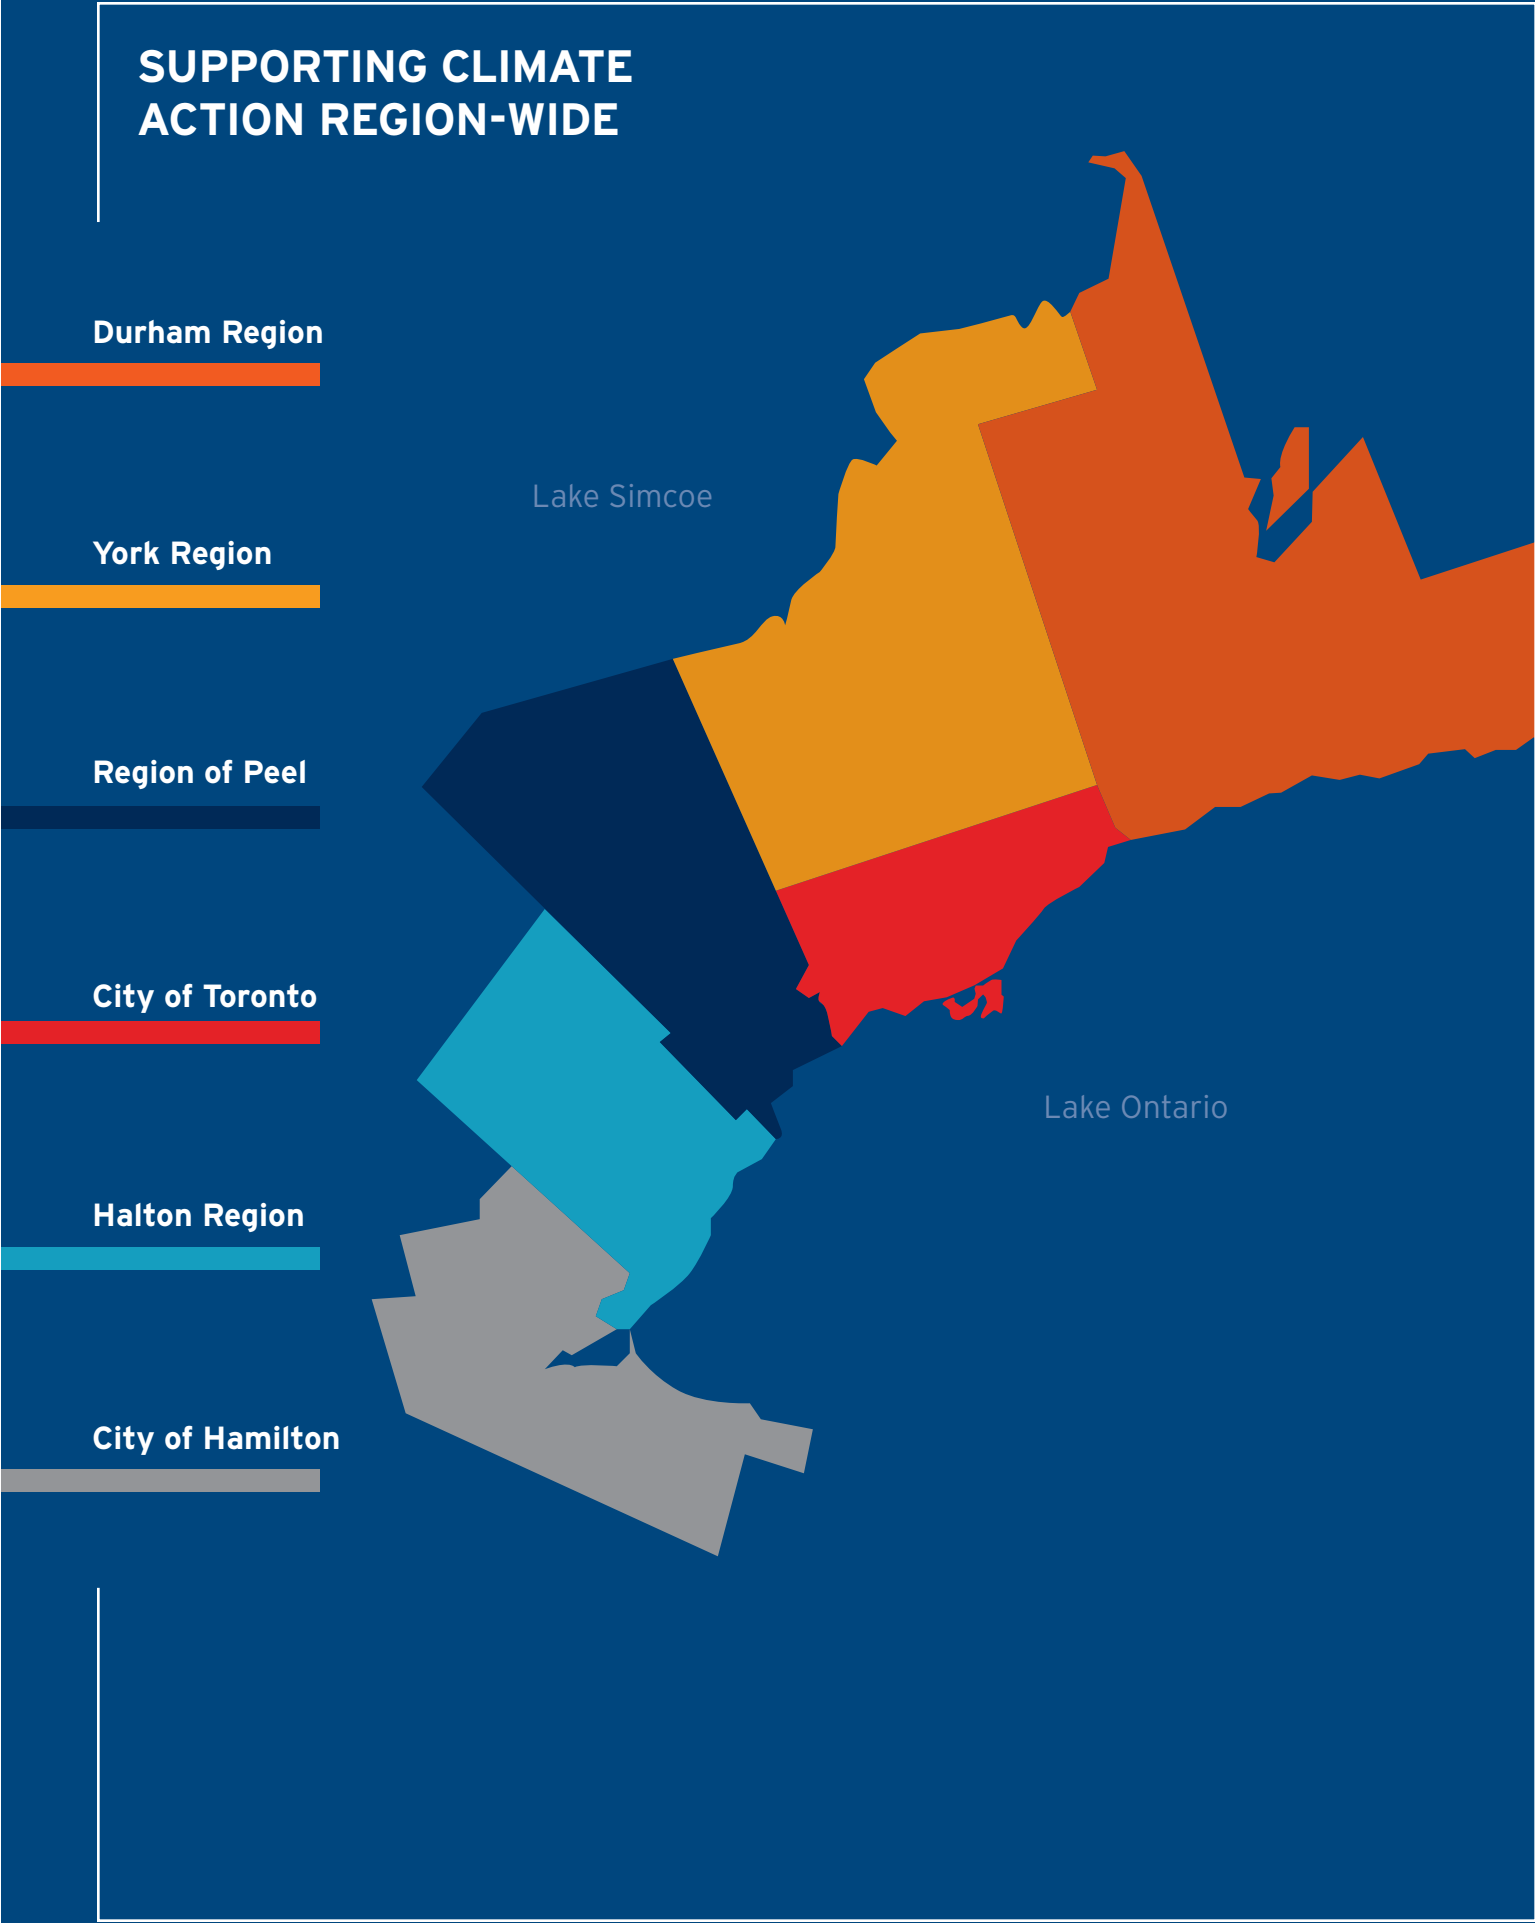 SUPPORTING CLIMATE
ACTION REGION-WIDE
Durham Region
Lake Simcoe
York Region
Region of Peel
City of Toronto
Lake Ontario
Halton Region
City of Hamilton